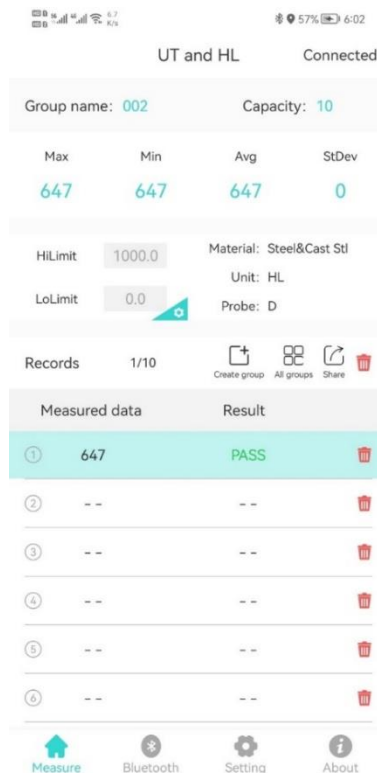 6.7 K/s 57% 6:02
UT and HL Connected
Group name: 002 Capacity: 10
Max Min Avg StDev
647 647 647 0
HiLimit 1000.0 Material: Steel&Cast Stl
Unit: HL
LoLimit 0.0 Probe: D
Records 1/10 Create group All groups Share
Measured data Result
1 647 PASS
2 -- --
3 -- --
4 -- --
5 -- --
6 -- --
Measure Bluetooth Setting About